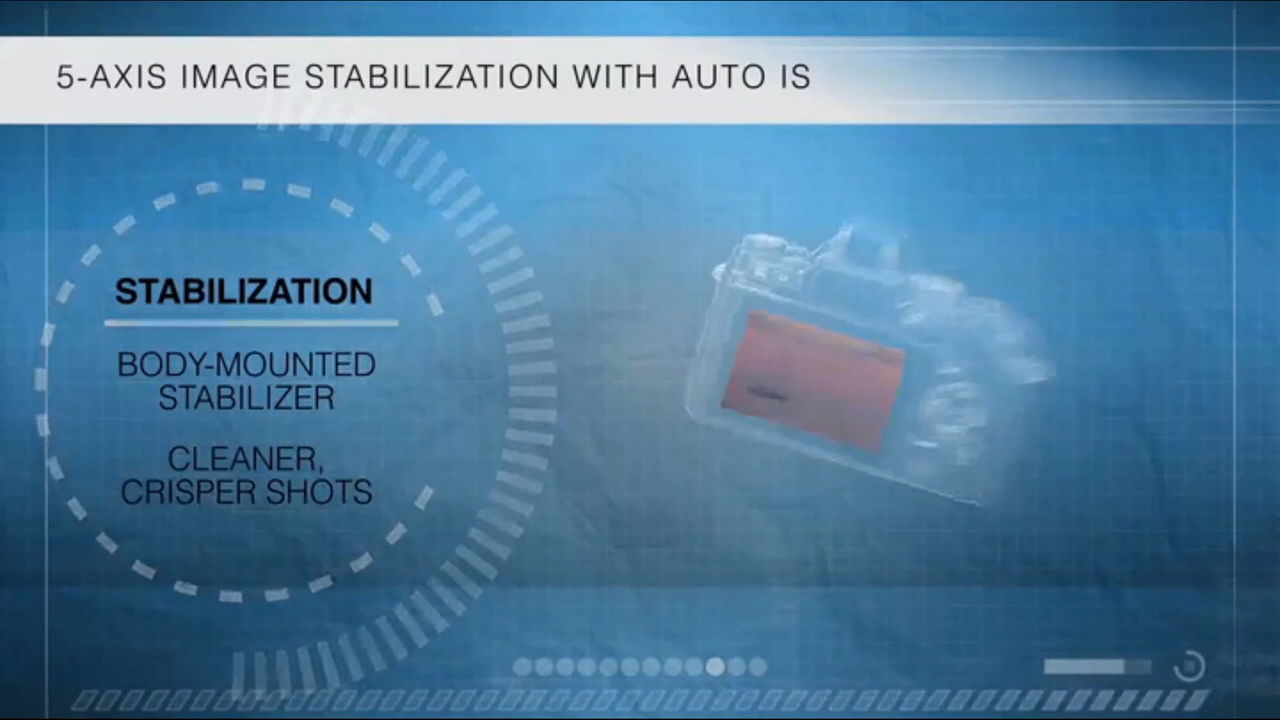 5-AXIS IMAGE STABILIZATION WITH AUTO IS
STABILIZATION
BODY-MOUNTED
STABILIZER
CLEANER,
CRISPER SHOTS